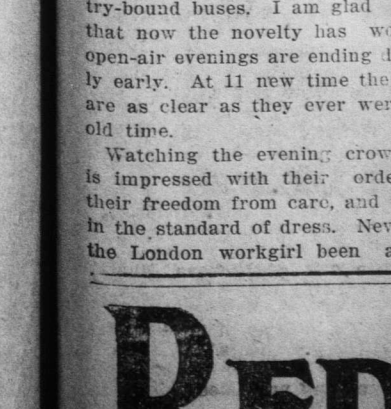 try-bound buses. I am glad
that now the novelty has
open-air evenings are ending
ly early. At 11 new time the
are as clear as they ever wer
old time.
Watching the evening crow
is impressed with their orde
their freedom from care, and
in the standard of dress. Nev
the London workgirl been a
RED